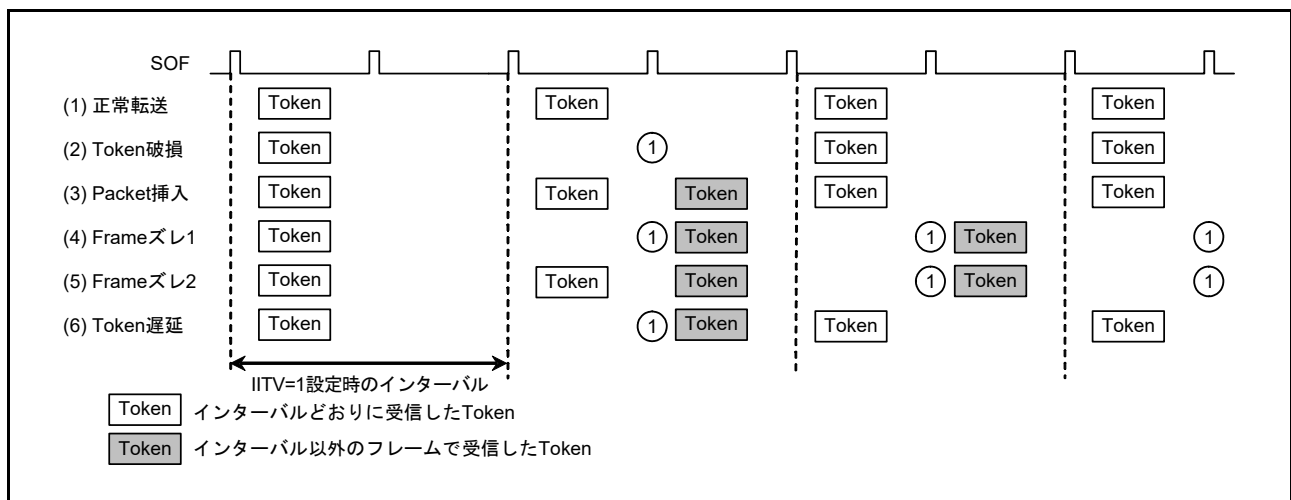 SOF
(1) 正常転送 Token Token Token Token
(2) Token破損 Token 1 Token Token
(3) Packet挿入 Token Token Token Token Token
(4) Frameズレ1 Token 1 Token 1 Token 1
(5) Frameズレ2 Token Token Token 1 Token 1
(6) Token遅延 Token 1 Token Token Token
IITV=1設定時のインターバル
Token インターバルどおりに受信したToken
Token インターバル以外のフレームで受信したToken